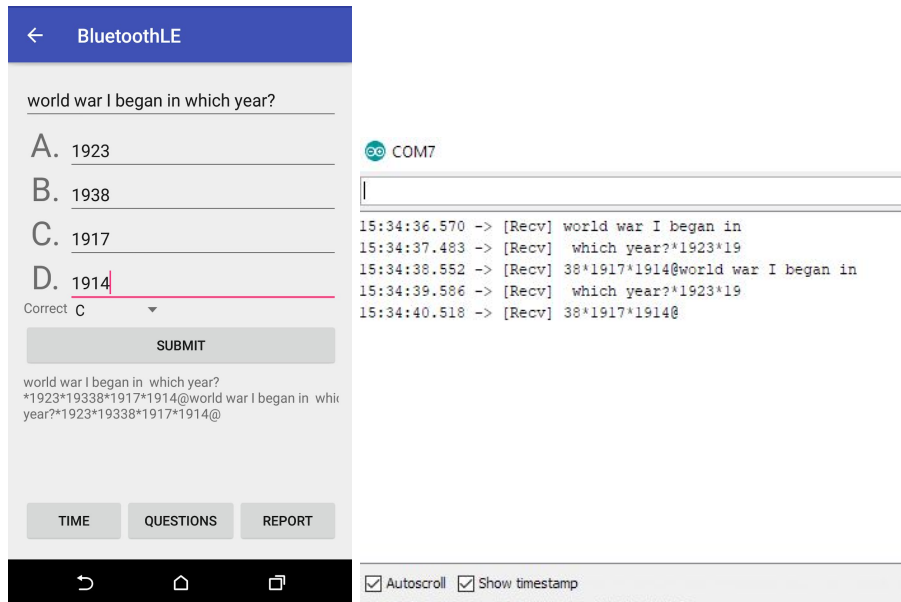 BluetoothLE
world war I began in which year?
A. 1923
B. 1938
C. 1917
D. 1914
Correct C
SUBMIT
world war I began in  which year?
*1923*19338*1917*1914@world war I began in  whic
year?*1923*19338*1917*1914@
TIME QUESTIONS REPORT
COM7
15:34:36.570 -> [Recv] world war I began in
15:34:37.483 -> [Recv]  which year?*1923*19
15:34:38.552 -> [Recv] 38*1917*1914@world war I began in
15:34:39.586 -> [Recv]  which year?*1923*19
15:34:40.518 -> [Recv] 38*1917*1914@
Autoscroll Show timestamp